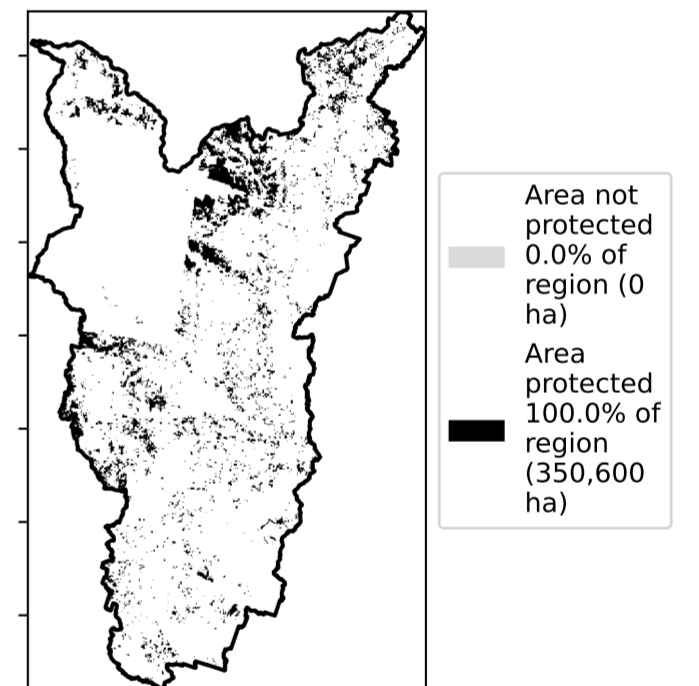 Area not
protected
0.0% of
region (0
ha)
Area
protected
100.0% of
region
(350,600
ha)